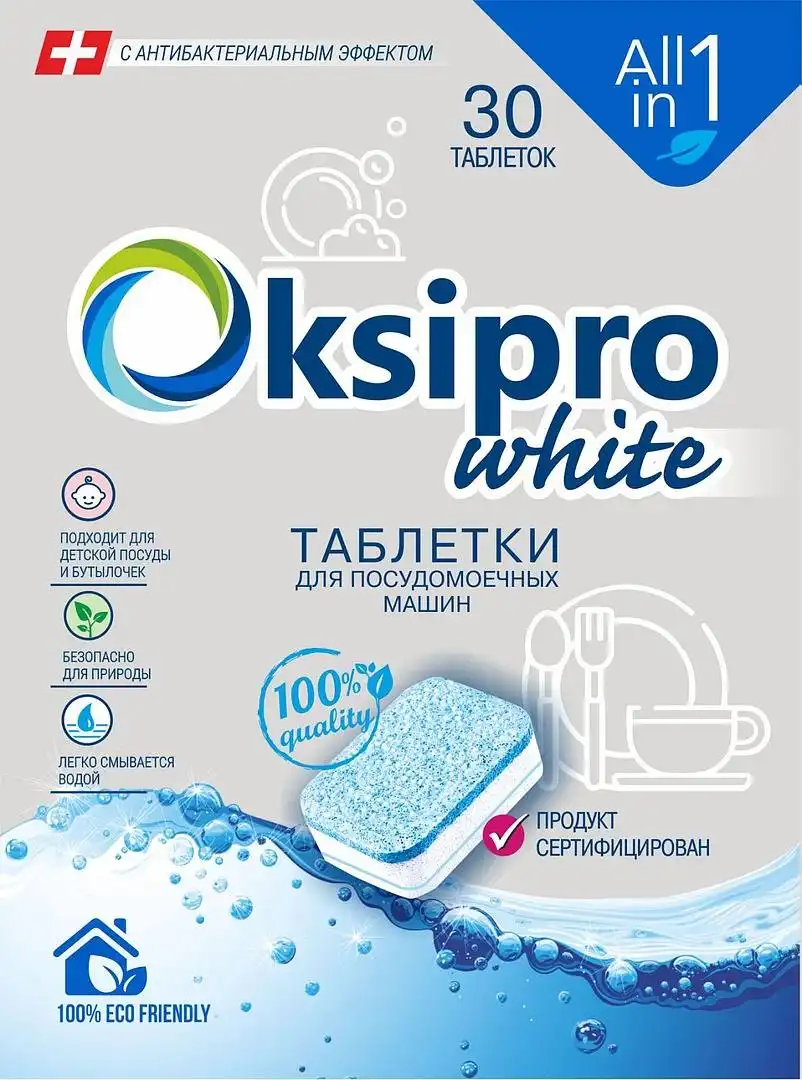 С АНТИБАКТЕРИАЛЬНЫМ ЭФФЕКТОМ
All
in 1
30
ТАБЛЕТОК
Oksipro
white
ТАБЛЕТКИ
ДЛЯ ПОСУДОМОЕЧНЫХ
МАШИН
ПОДХОДИТ ДЛЯ
ДЕТСКОЙ ПОСУДЫ
И БУТЫЛОЧЕК
БЕЗОПАСНО
ДЛЯ ПРИРОДЫ
ЛЕГКО СМЫВАЕТСЯ
ВОДОЙ
100%
quality
ПРОДУКТ
СЕРТИФИЦИРОВАН
100% ECO FRIENDLY